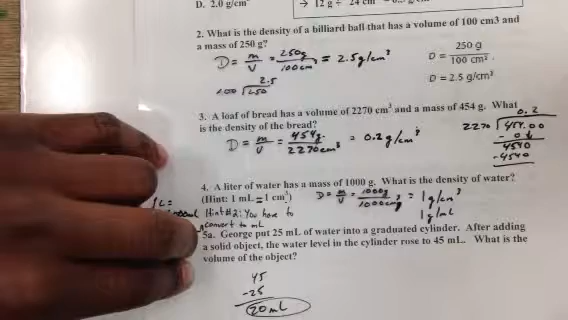 D. 2.0 g/cm³
→ 12 g ÷ 24 cm
2. What is the density of a billiard ball that has a volume of 100 cm3 and
a mass of 250 g?
D = m/V = 250g/100cm³ = 2.5 g/cm³
D = 250 g/100 cm³
D = 2.5 g/cm³
2.5
100 250
3. A loaf of bread has a volume of 2270 cm³ and a mass of 454 g. What
is the density of the bread?
D = m/V = 454g/2270cm³ = 0.2 g/cm³
0.2
2270 454.00
- 0
4540
-4540
4. A liter of water has a mass of 1000 g. What is the density of water?
(Hint: 1 mL = 1 cm³)
D = m/V = 1000g/1000cm³ = 1 g/cm³
1 g/mL
1L =
Hint#2: You have to
convert to mL
5a. George put 25 mL of water into a graduated cylinder. After adding
a solid object, the water level in the cylinder rose to 45 mL. What is the
volume of the object?
45
-25
20mL